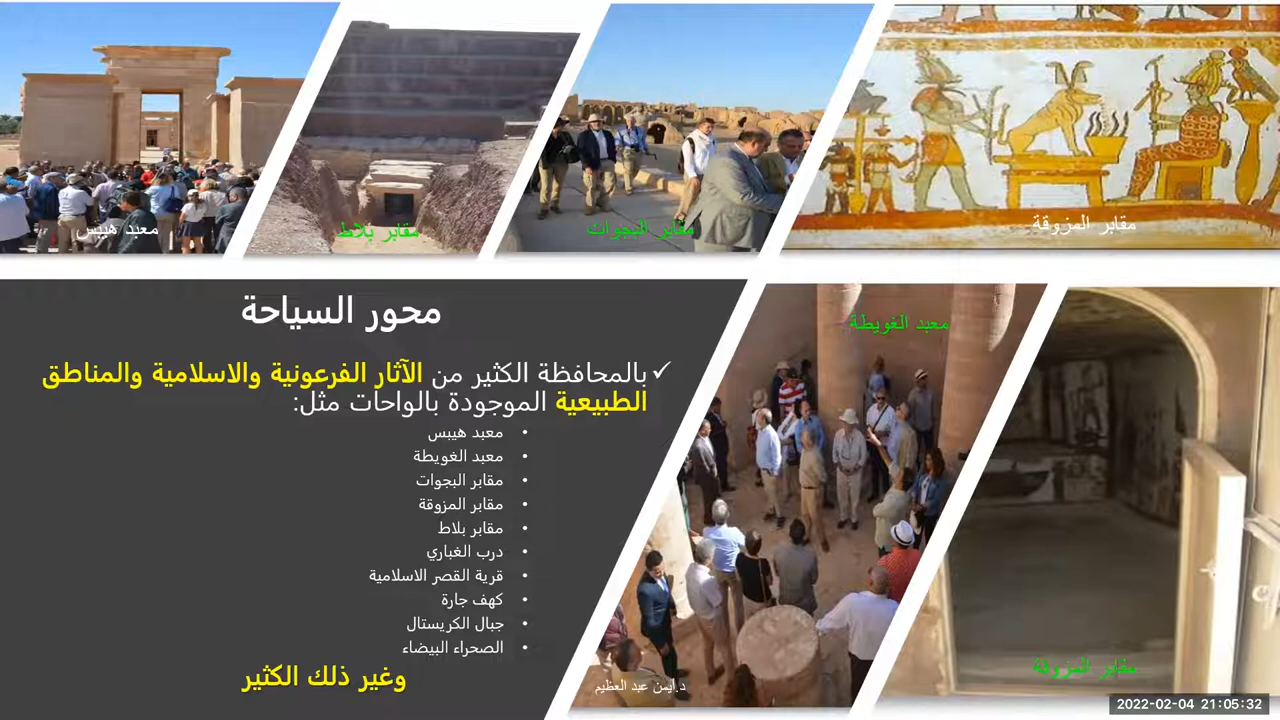 معبد هيبس
مقابر بلاط
مقابر البجوات
مقابر المزوقة
محور السياحة
✓ بالمحافظة الكثير من الآثار الفرعونية والاسلامية والمناطق
الطبيعية الموجودة بالواحات مثل:
• معبد هيبس
• معبد الغويطة
• مقابر البجوات
• مقابر المزوقة
• مقابر بلاط
• درب الغباري
• قرية القصر الاسلامية
• كهف جارة
• جبال الكريستال
• الصحراء البيضاء
وغير ذلك الكثير
معبد الغويطة
د.ايمن عبد العظيم
مقابر المزوقة
2022-02-04 21:05:32